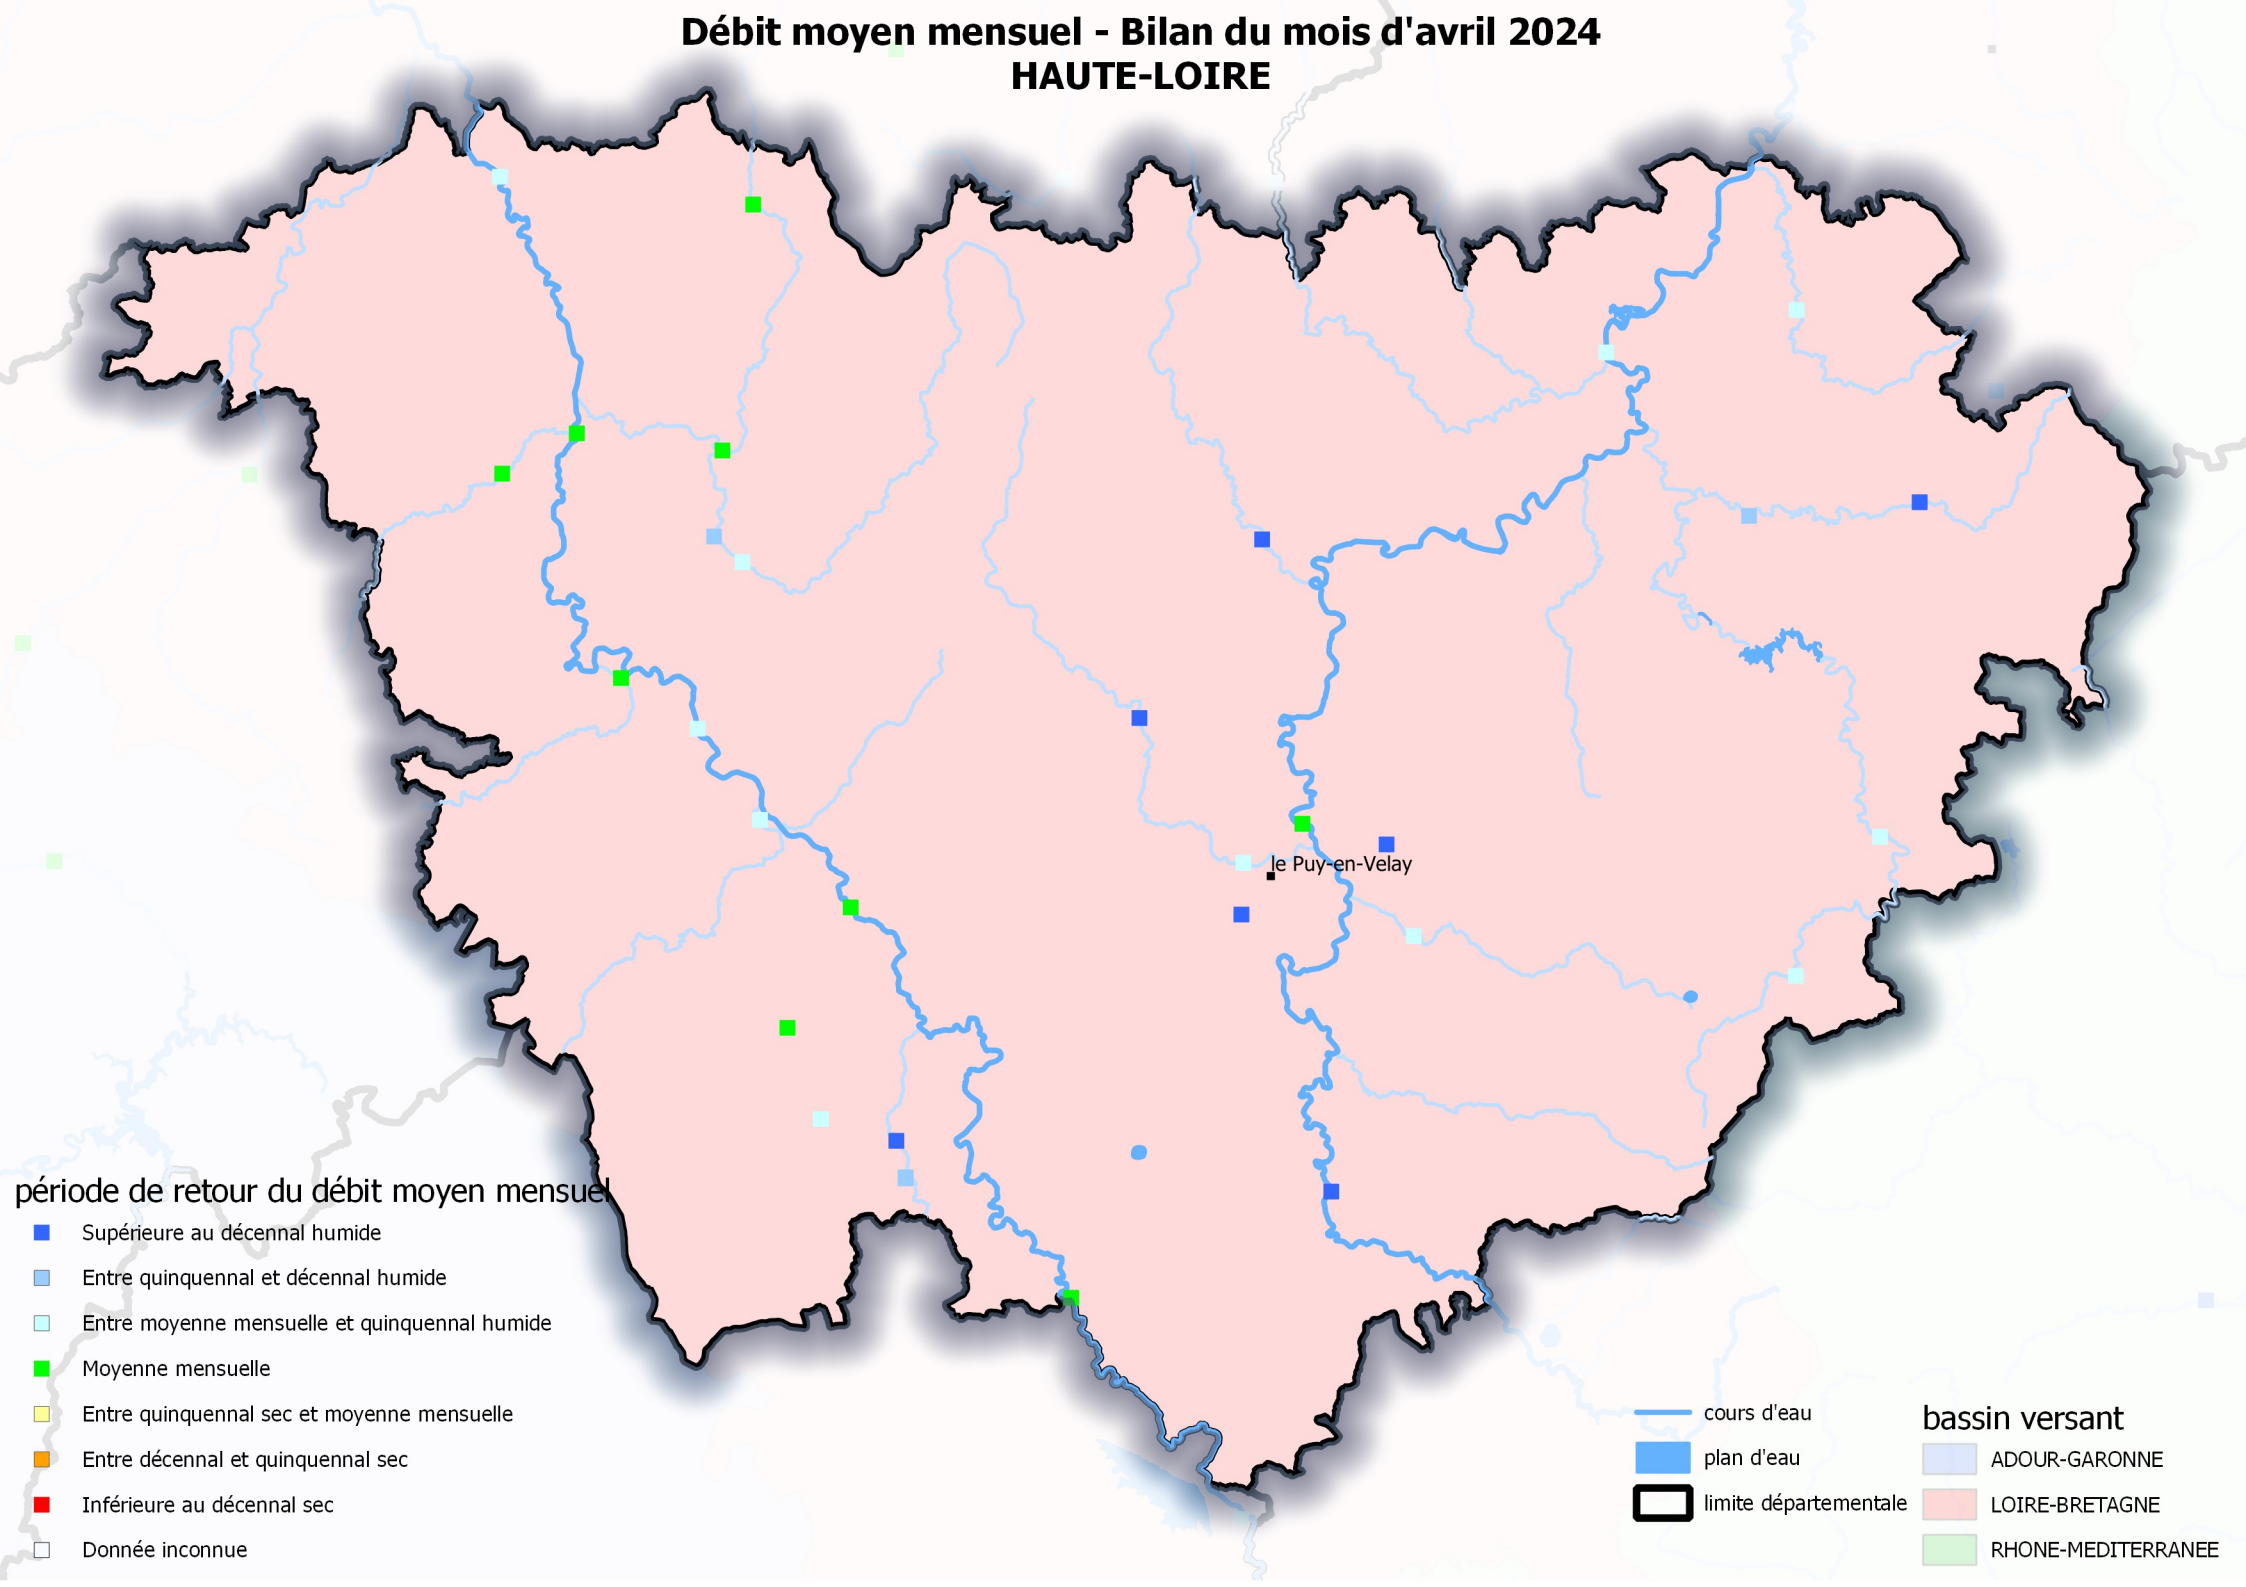 Débit moyen mensuel - Bilan du mois d'avril 2024
HAUTE-LOIRE
le Puy-en-Velay
période de retour du débit moyen mensuel
Supérieure au décennal humide
Entre quinquennal et décennal humide
Entre moyenne mensuelle et quinquennal humide
Moyenne mensuelle
Entre quinquennal sec et moyenne mensuelle
Entre décennal et quinquennal sec
Inférieure au décennal sec
Donnée inconnue
cours d'eau
plan d'eau
limite départementale
bassin versant
ADOUR-GARONNE
LOIRE-BRETAGNE
RHONE-MEDITERRANEE